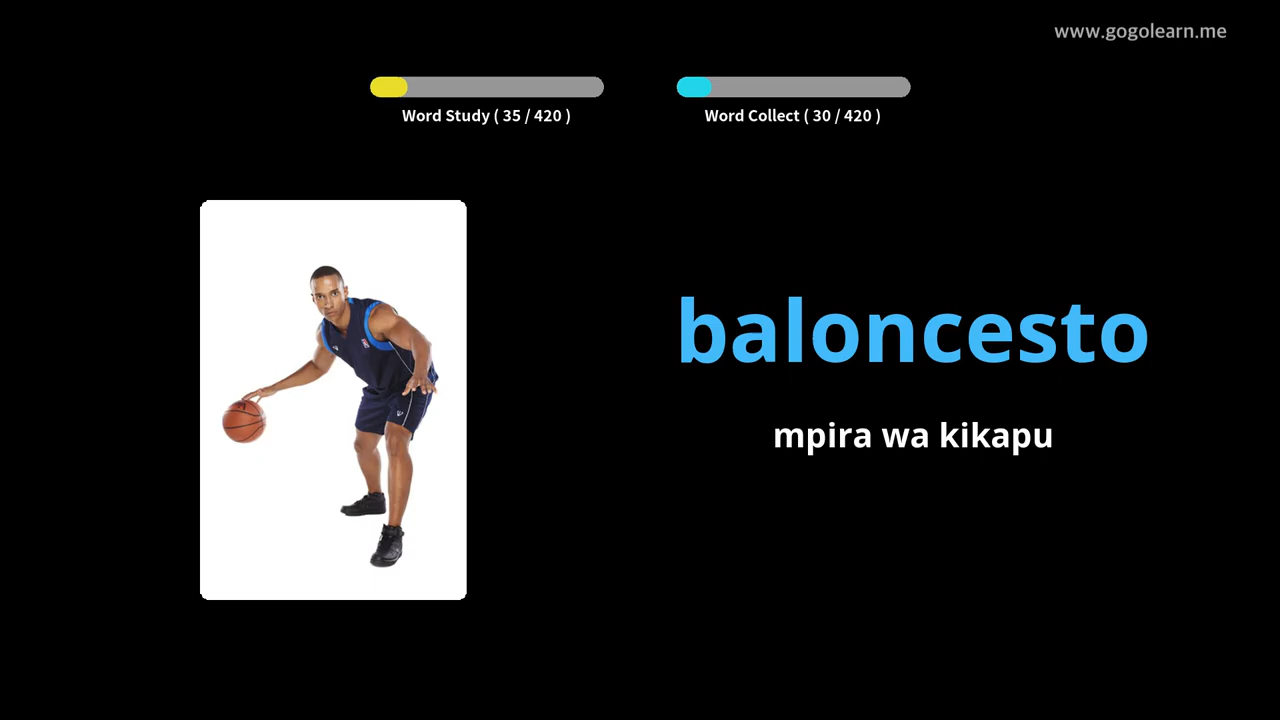 www.gogolearn.me
Word Study ( 35 / 420 )
Word Collect ( 30 / 420 )
baloncesto
mpira wa kikapu